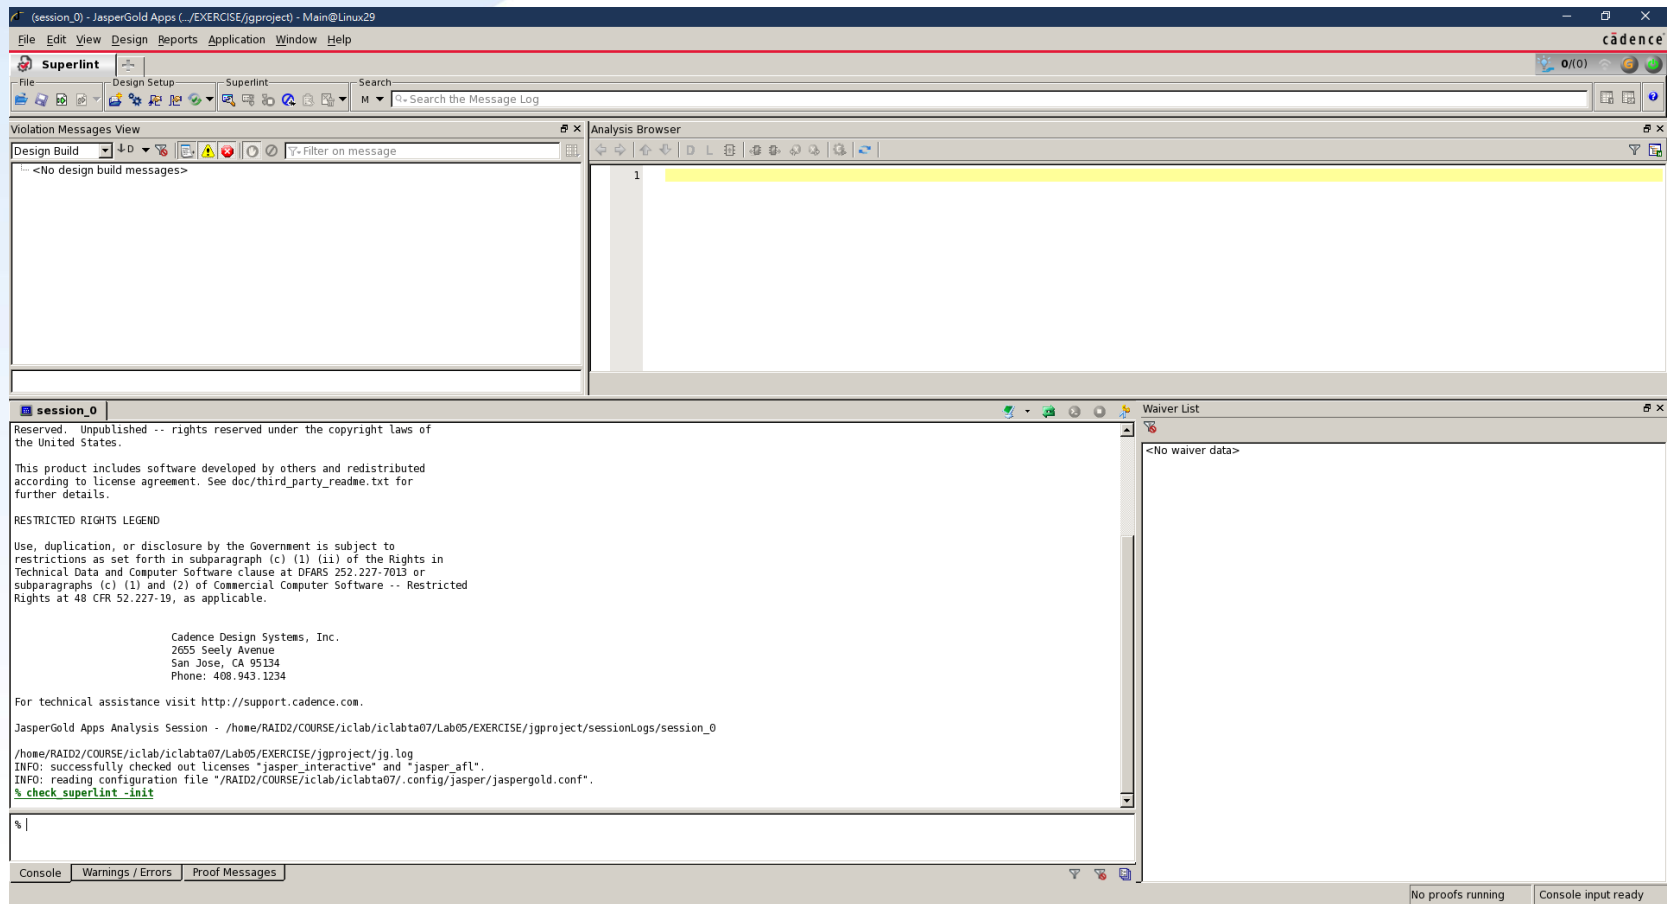 (session_0) - JasperGold Apps (.../EXERCISE/jgproject) - Main@Linux29
File Edit View Design Reports Application Window Help
cādence
Superlint
0/(0)
File Design Setup Superlint Search
M Search the Message Log
Violation Messages View
Analysis Browser
Design Build
D
Filter on message
D L
<No design build messages>
1
session_0
Waiver List
<No waiver data>
Reserved. Unpublished -- rights reserved under the copyright laws of
the United States.
This product includes software developed by others and redistributed
according to license agreement. See doc/third_party_readme.txt for
further details.
RESTRICTED RIGHTS LEGEND
Use, duplication, or disclosure by the Government is subject to
restrictions as set forth in subparagraph (c) (1) (ii) of the Rights in
Technical Data and Computer Software clause at DFARS 252.227-7013 or
subparagraphs (c) (1) and (2) of Commercial Computer Software -- Restricted
Rights at 48 CFR 52.227-19, as applicable.
Cadence Design Systems, Inc.
2655 Seely Avenue
San Jose, CA 95134
Phone: 408.943.1234
For technical assistance visit http://support.cadence.com.
JasperGold Apps Analysis Session - /home/RAID2/COURSE/iclab/iclabta07/Lab05/EXERCISE/jgproject/sessionLogs/session_0
/home/RAID2/COURSE/iclab/iclabta07/Lab05/EXERCISE/jgproject/jg.log
INFO: successfully checked out licenses "jasper_interactive" and "jasper_afl".
INFO: reading configuration file "/RAID2/COURSE/iclab/iclabta07/.config/jasper/jaspergold.conf".
% check_superlint -init
%
Console Warnings / Errors Proof Messages
No proofs running Console input ready